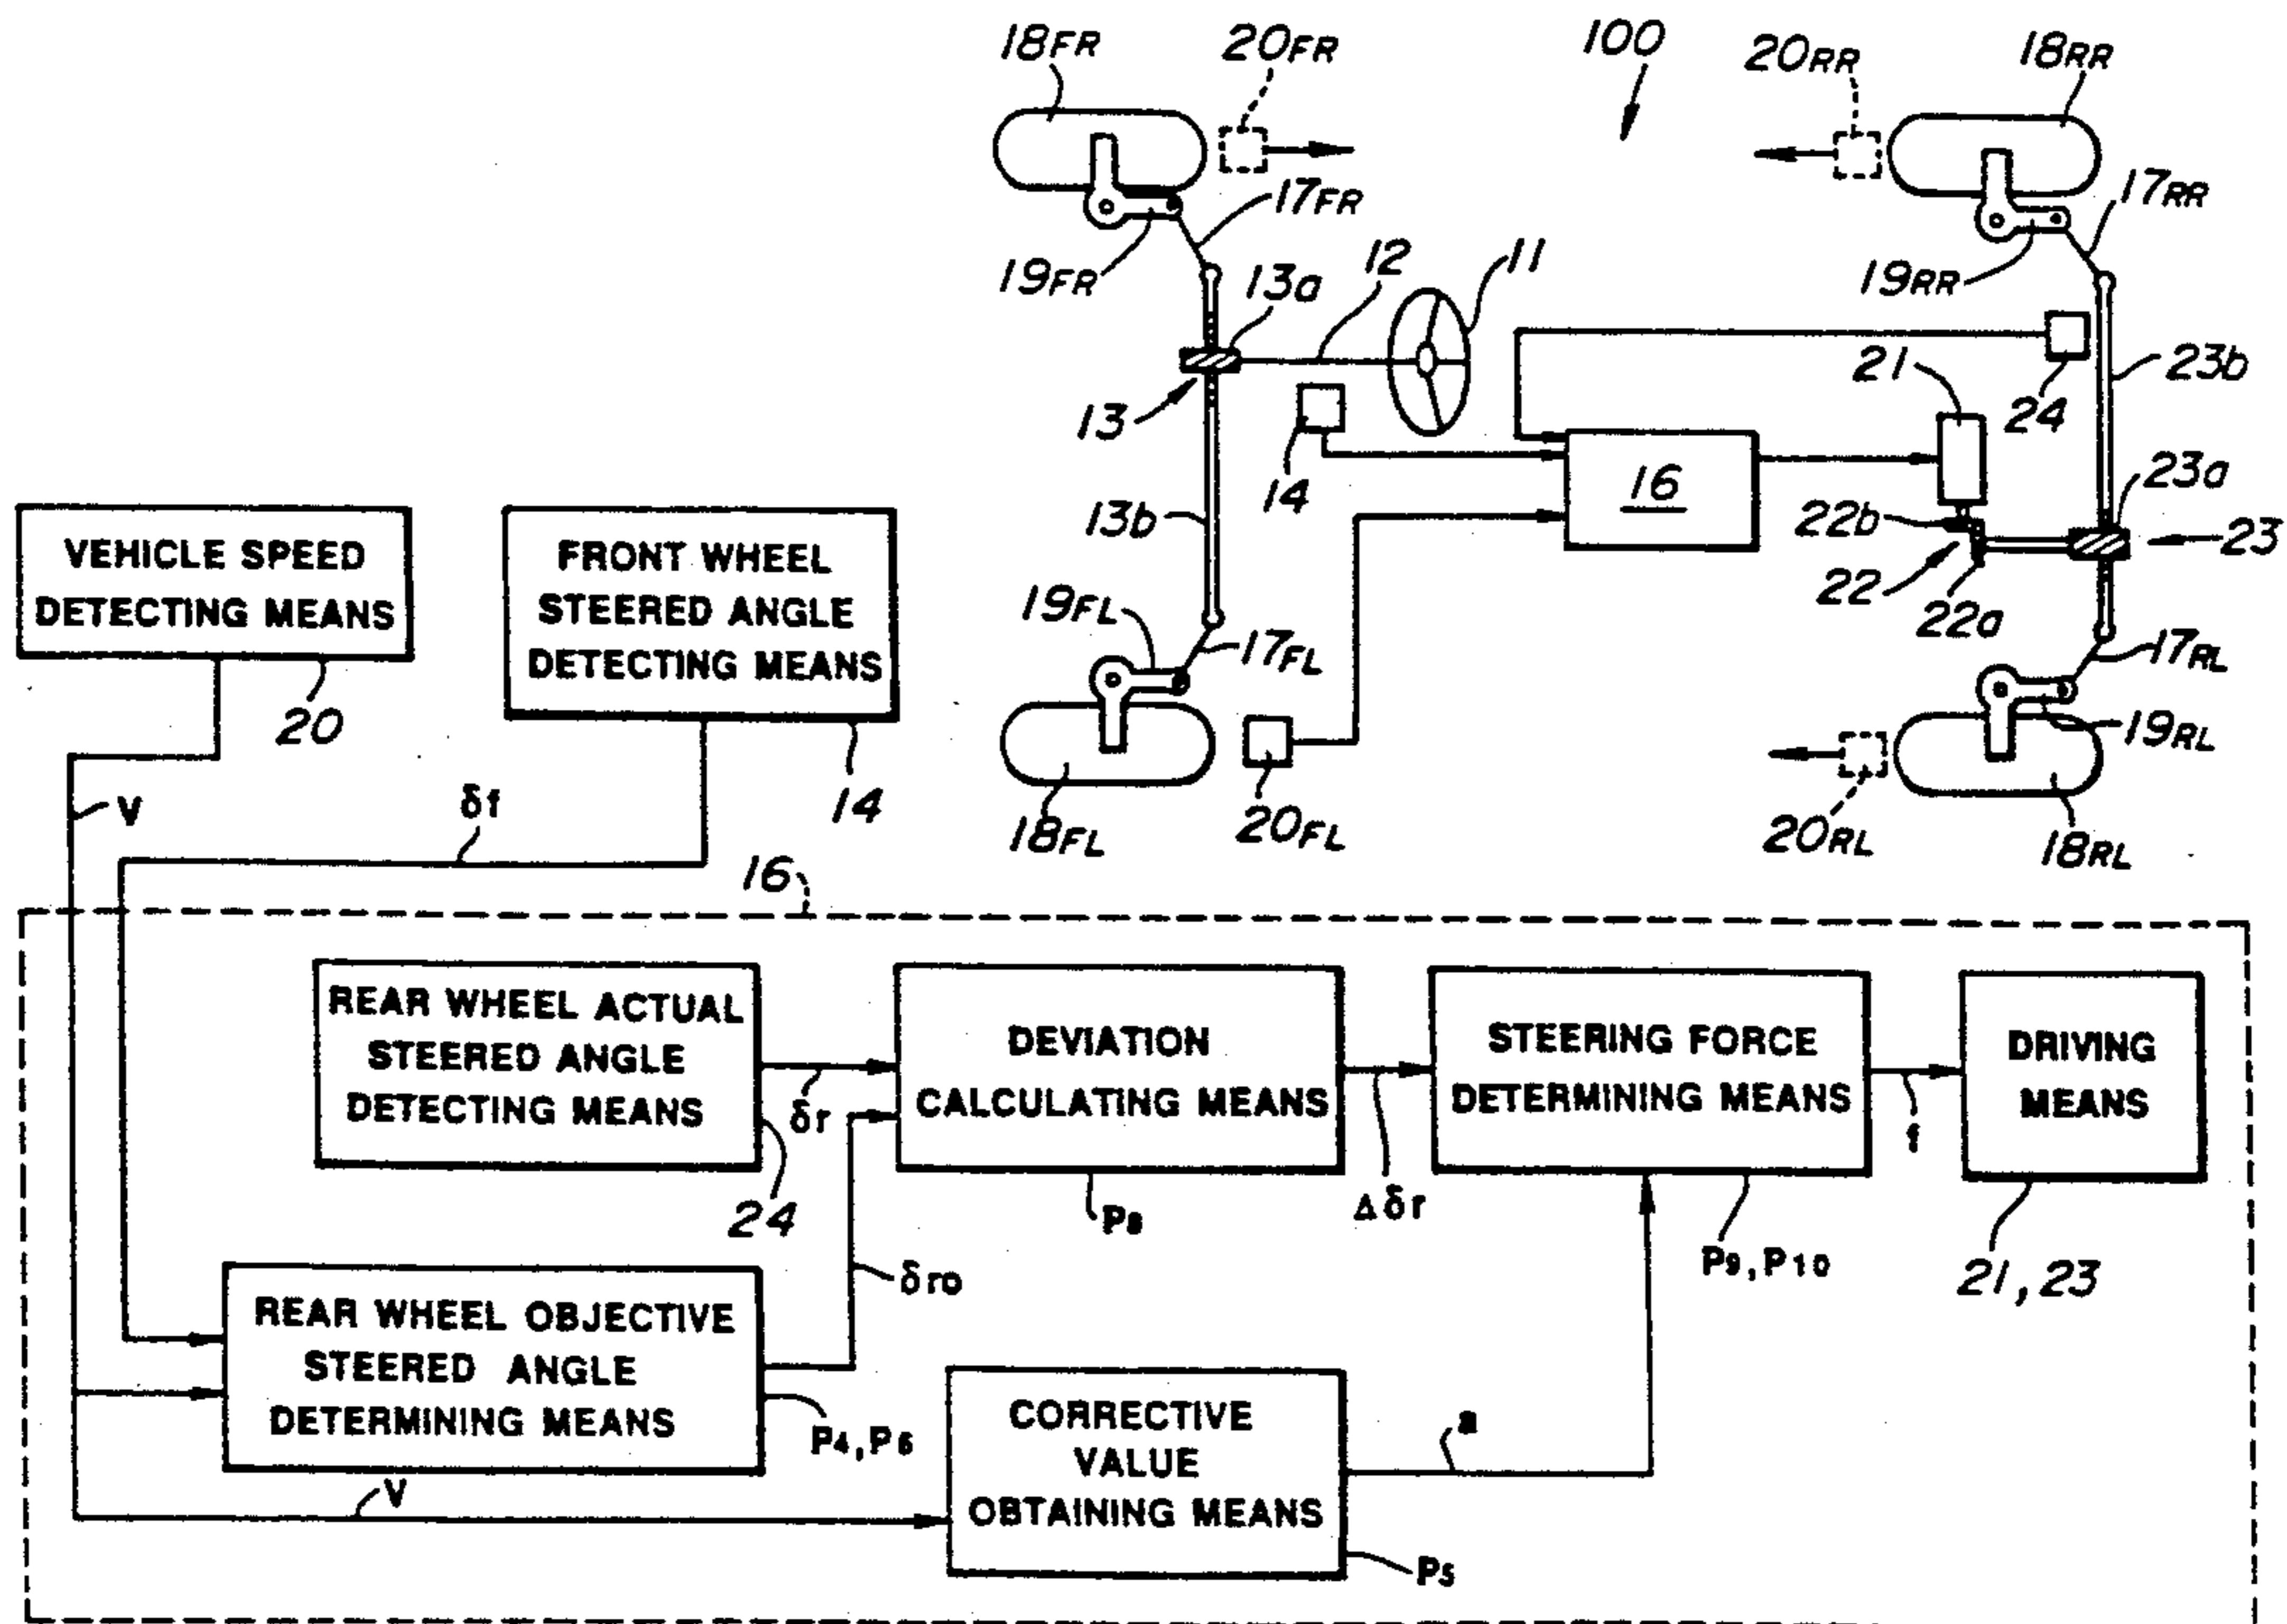 18FR
20FR
100
20RR
18RR
17FR
17RR
19FR
13a
12
11
19RR
21
23b
24
13
14
16
23a
13b
22b
23
22
22a
19FL
17FL
17RL
19RL
18FL
20FL
20RL
18RL
VEHICLE SPEED
DETECTING MEANS
20
FRONT WHEEL
STEERED ANGLE
DETECTING MEANS
14
V
δf
16
REAR WHEEL ACTUAL
STEERED ANGLE
DETECTING MEANS
24
δr
DEVIATION
CALCULATING MEANS
P8
Δδr
STEERING FORCE
DETERMINING MEANS
P9, P10
f
DRIVING
MEANS
21, 23
REAR WHEEL OBJECTIVE
STEERED ANGLE
DETERMINING MEANS
P4, P6
δro
V
CORRECTIVE
VALUE
OBTAINING MEANS
P5
a